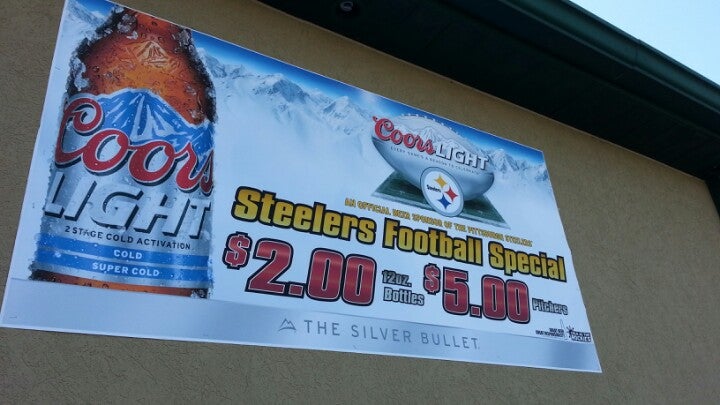 Coors
LIGHT
2 STAGE COLD ACTIVATION
COLD
SUPER COLD
Coors LIGHT
Steelers
AN OFFICIAL BEER SPONSOR OF THE PITTSBURGH STEELERS
Steelers Football Special
$2.00 12oz. Bottles $5.00 Pitchers
THE SILVER BULLET